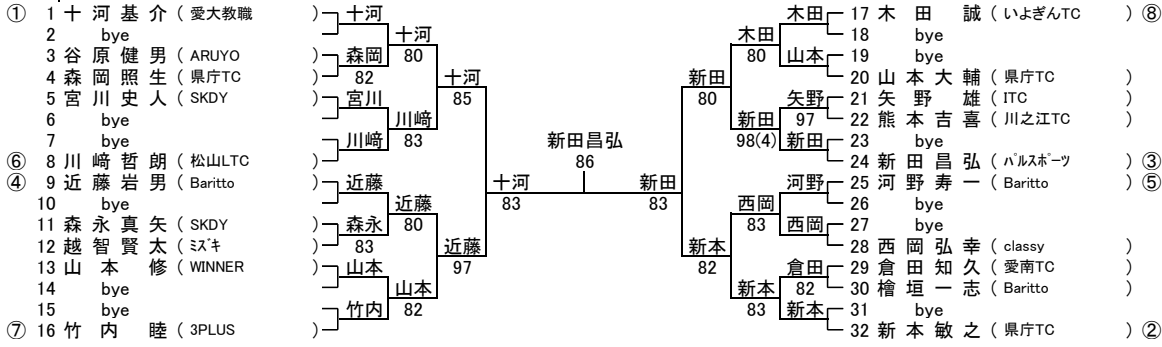 ① 1 十河基介 ( 愛大教職 )
2 bye
3 谷原健男 ( ARUYO )
4 森岡照生 ( 県庁TC )
5 宮川史人 ( SKDY )
6 bye
7 bye
⑥ 8 川﨑哲朗 ( 松山LTC )
④ 9 近藤岩男 ( Baritto )
10 bye
11 森永真矢 ( SKDY )
12 越智賢太 ( ミズキ )
13 山本修 ( WINNER )
14 bye
15 bye
⑦ 16 竹内睦 ( 3PLUS )
十河
森岡
82
宮川
川﨑
近藤
森永
83
山本
竹内
十河
80
川﨑
83
近藤
80
山本
82
十河
85
近藤
97
十河
83
新田昌弘
86
新田
83
新田
80
新本
82
木田
80
新田
98(4)
西岡
83
新本
83
木田
山本
矢野
97
新田
河野
西岡
倉田
82
新本
17 木田誠 ( いよぎんTC ) ⑧
18 bye
19 bye
20 山本大輔 ( 県庁TC )
21 矢野雄 ( ITC )
22 熊本吉喜 ( 川之江TC )
23 bye
24 新田昌弘 ( パルスポーツ ) ③
25 河野寿一 ( Baritto ) ⑤
26 bye
27 bye
28 西岡弘幸 ( classy )
29 倉田知久 ( 愛南TC )
30 檜垣一志 ( Baritto )
31 bye
32 新本敏之 ( 県庁TC ) ②